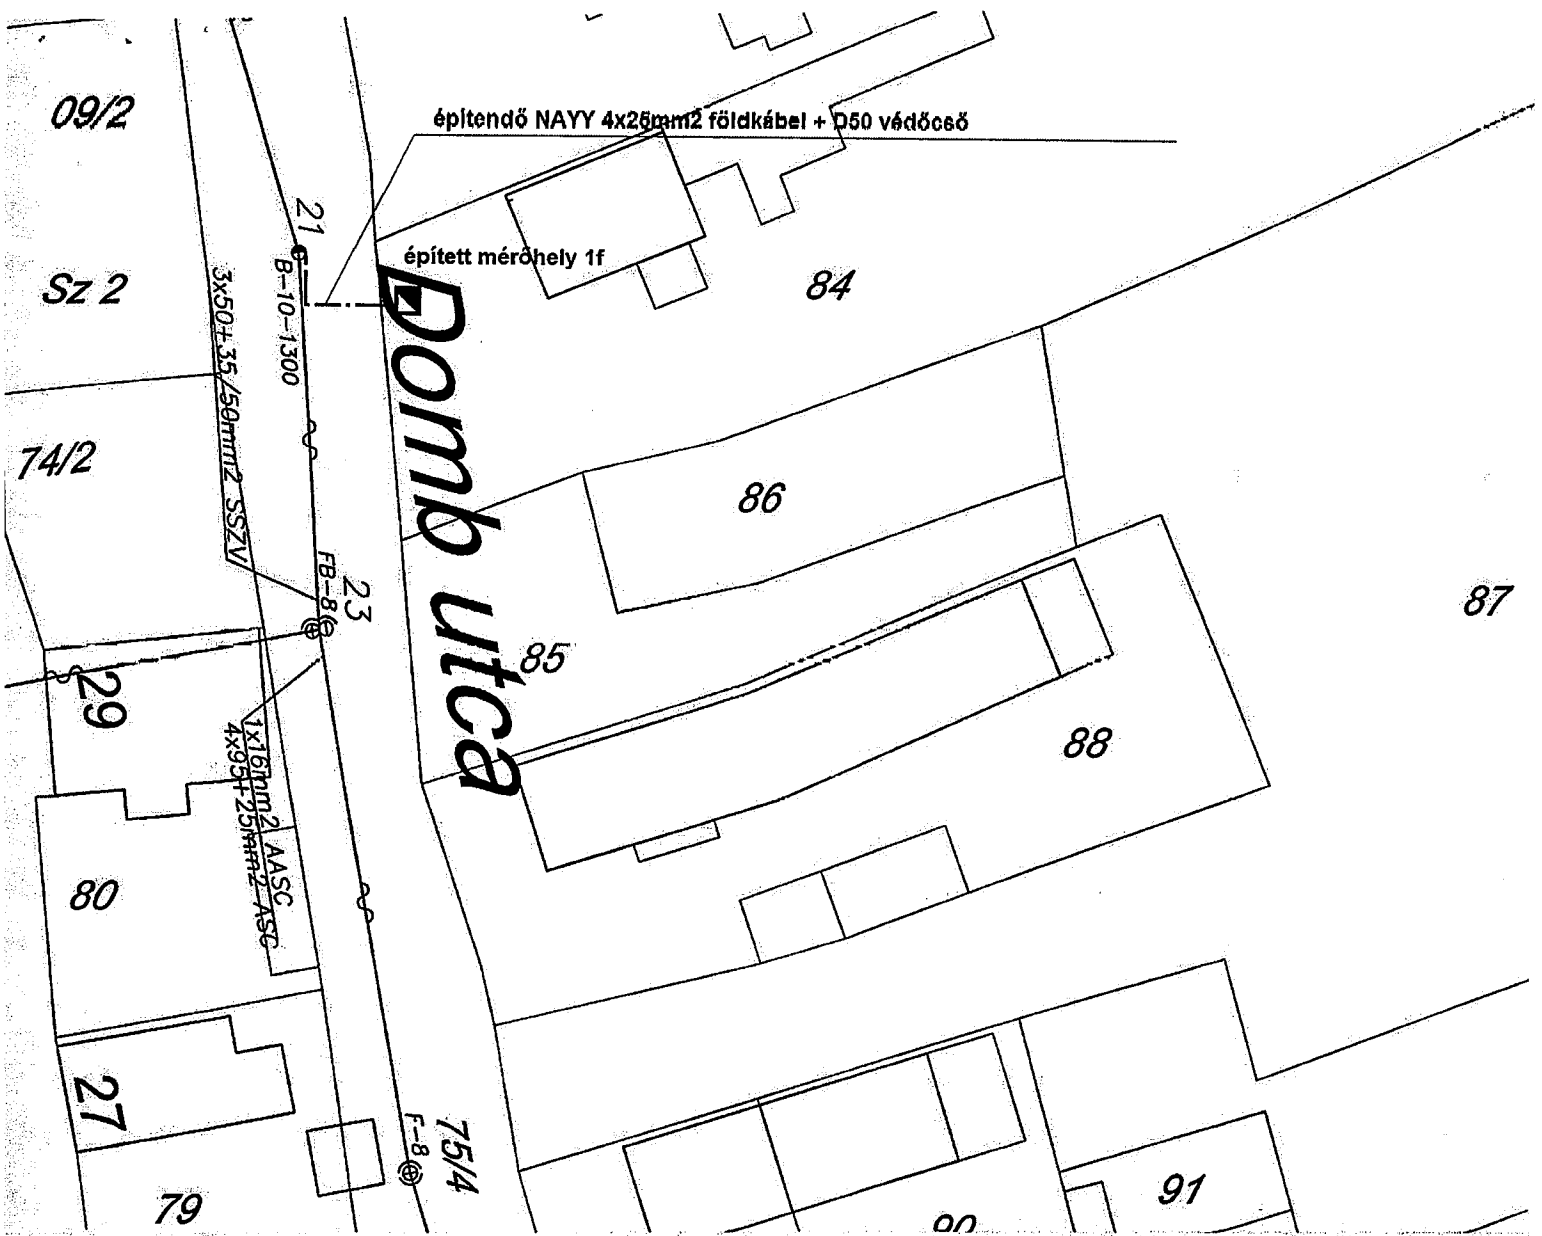 09/2
építendő NAYY 4x25mm2 földkábel + D50 védőcső
21
épített mérőhely 1f
Sz 2
84
B-10-1300
3x50+35/50mm2 SSZV
Domb utca
74/2
86
FB-8
23
87
85
29
88
1x16mm2 AASC
4x95+25mm2 ASC
80
27
F-8
75/4
79
91
90